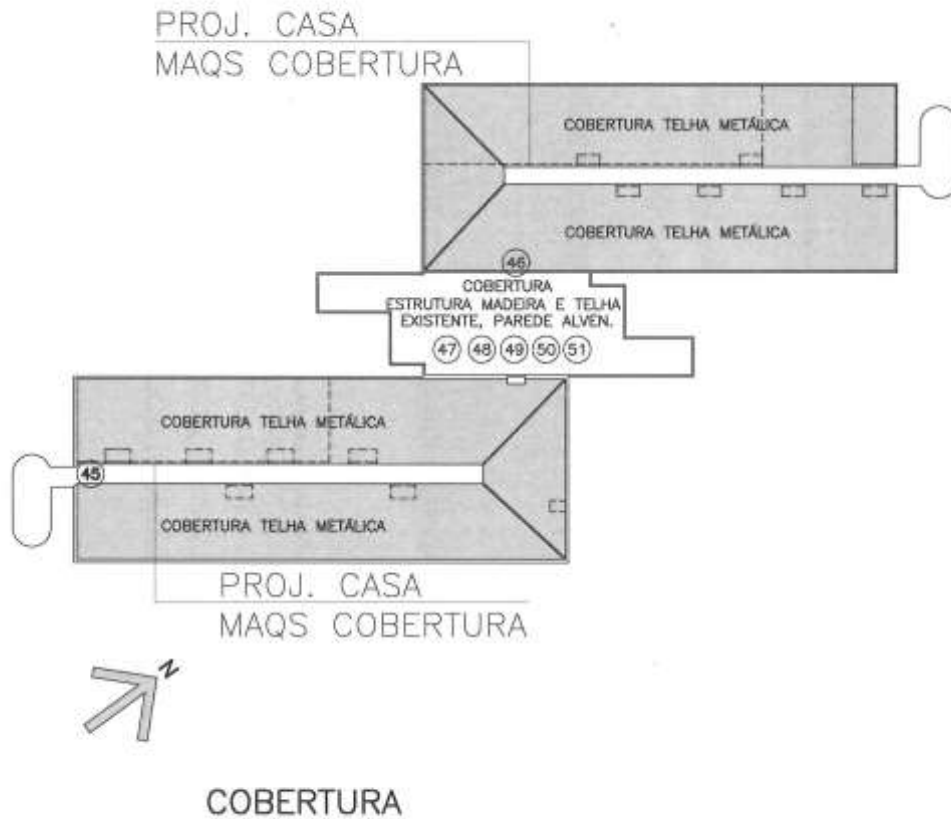 PROJ. CASA
MAQS COBERTURA
COBERTURA TELHA METÁLICA
COBERTURA TELHA METÁLICA
46
COBERTURA
ESTRUTURA MADEIRA E TELHA
EXISTENTE, PAREDE ALVEN.
47 48 49 50 51
COBERTURA TELHA METÁLICA
45
COBERTURA TELHA METÁLICA
PROJ. CASA
MAQS COBERTURA
N
COBERTURA